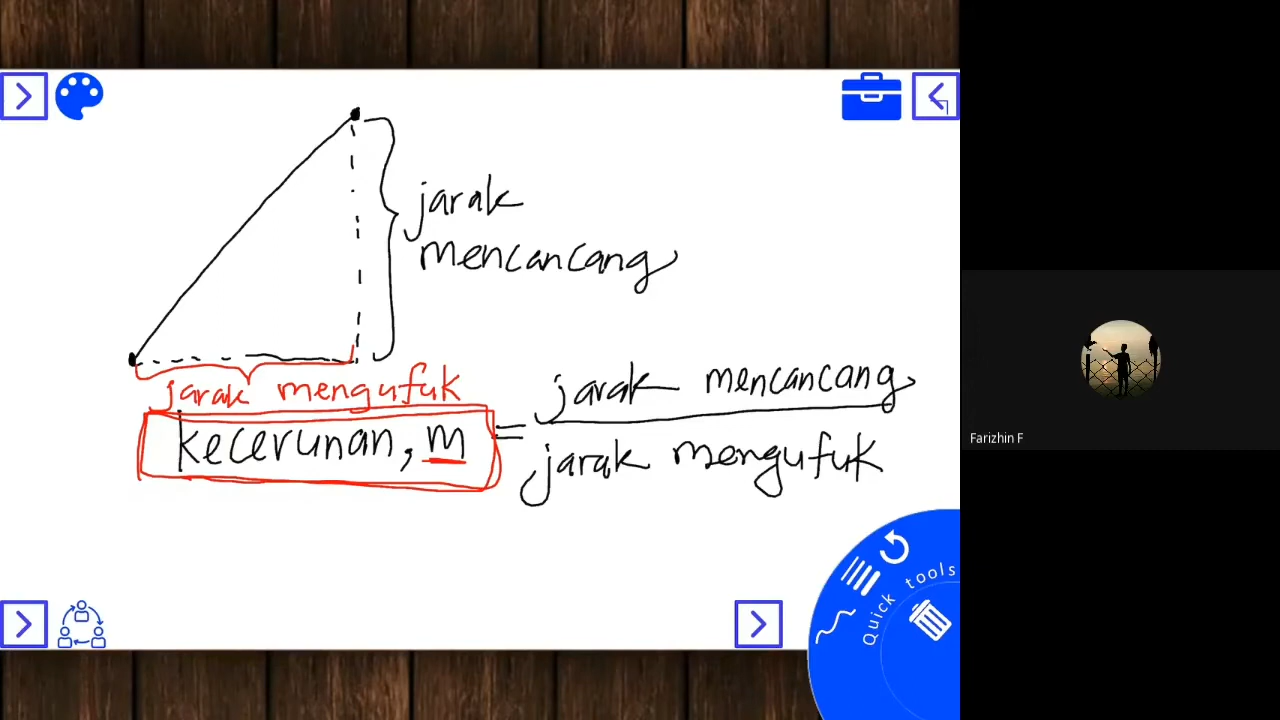 jarak
mencancang
jarak mengufuk
kecerunan, m = jarak mencancang
jarak mengufuk
Quick tools
Farizhin F